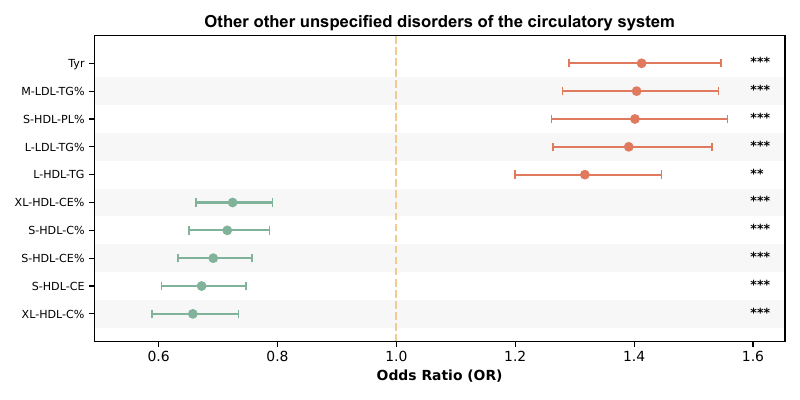 Other other unspecified disorders of the circulatory system
Tyr ***
M-LDL-TG% ***
S-HDL-PL% ***
L-LDL-TG% ***
L-HDL-TG **
XL-HDL-CE% ***
S-HDL-C% ***
S-HDL-CE% ***
S-HDL-CE ***
XL-HDL-C% ***
0.6 0.8 1.0 1.2 1.4 1.6
Odds Ratio (OR)